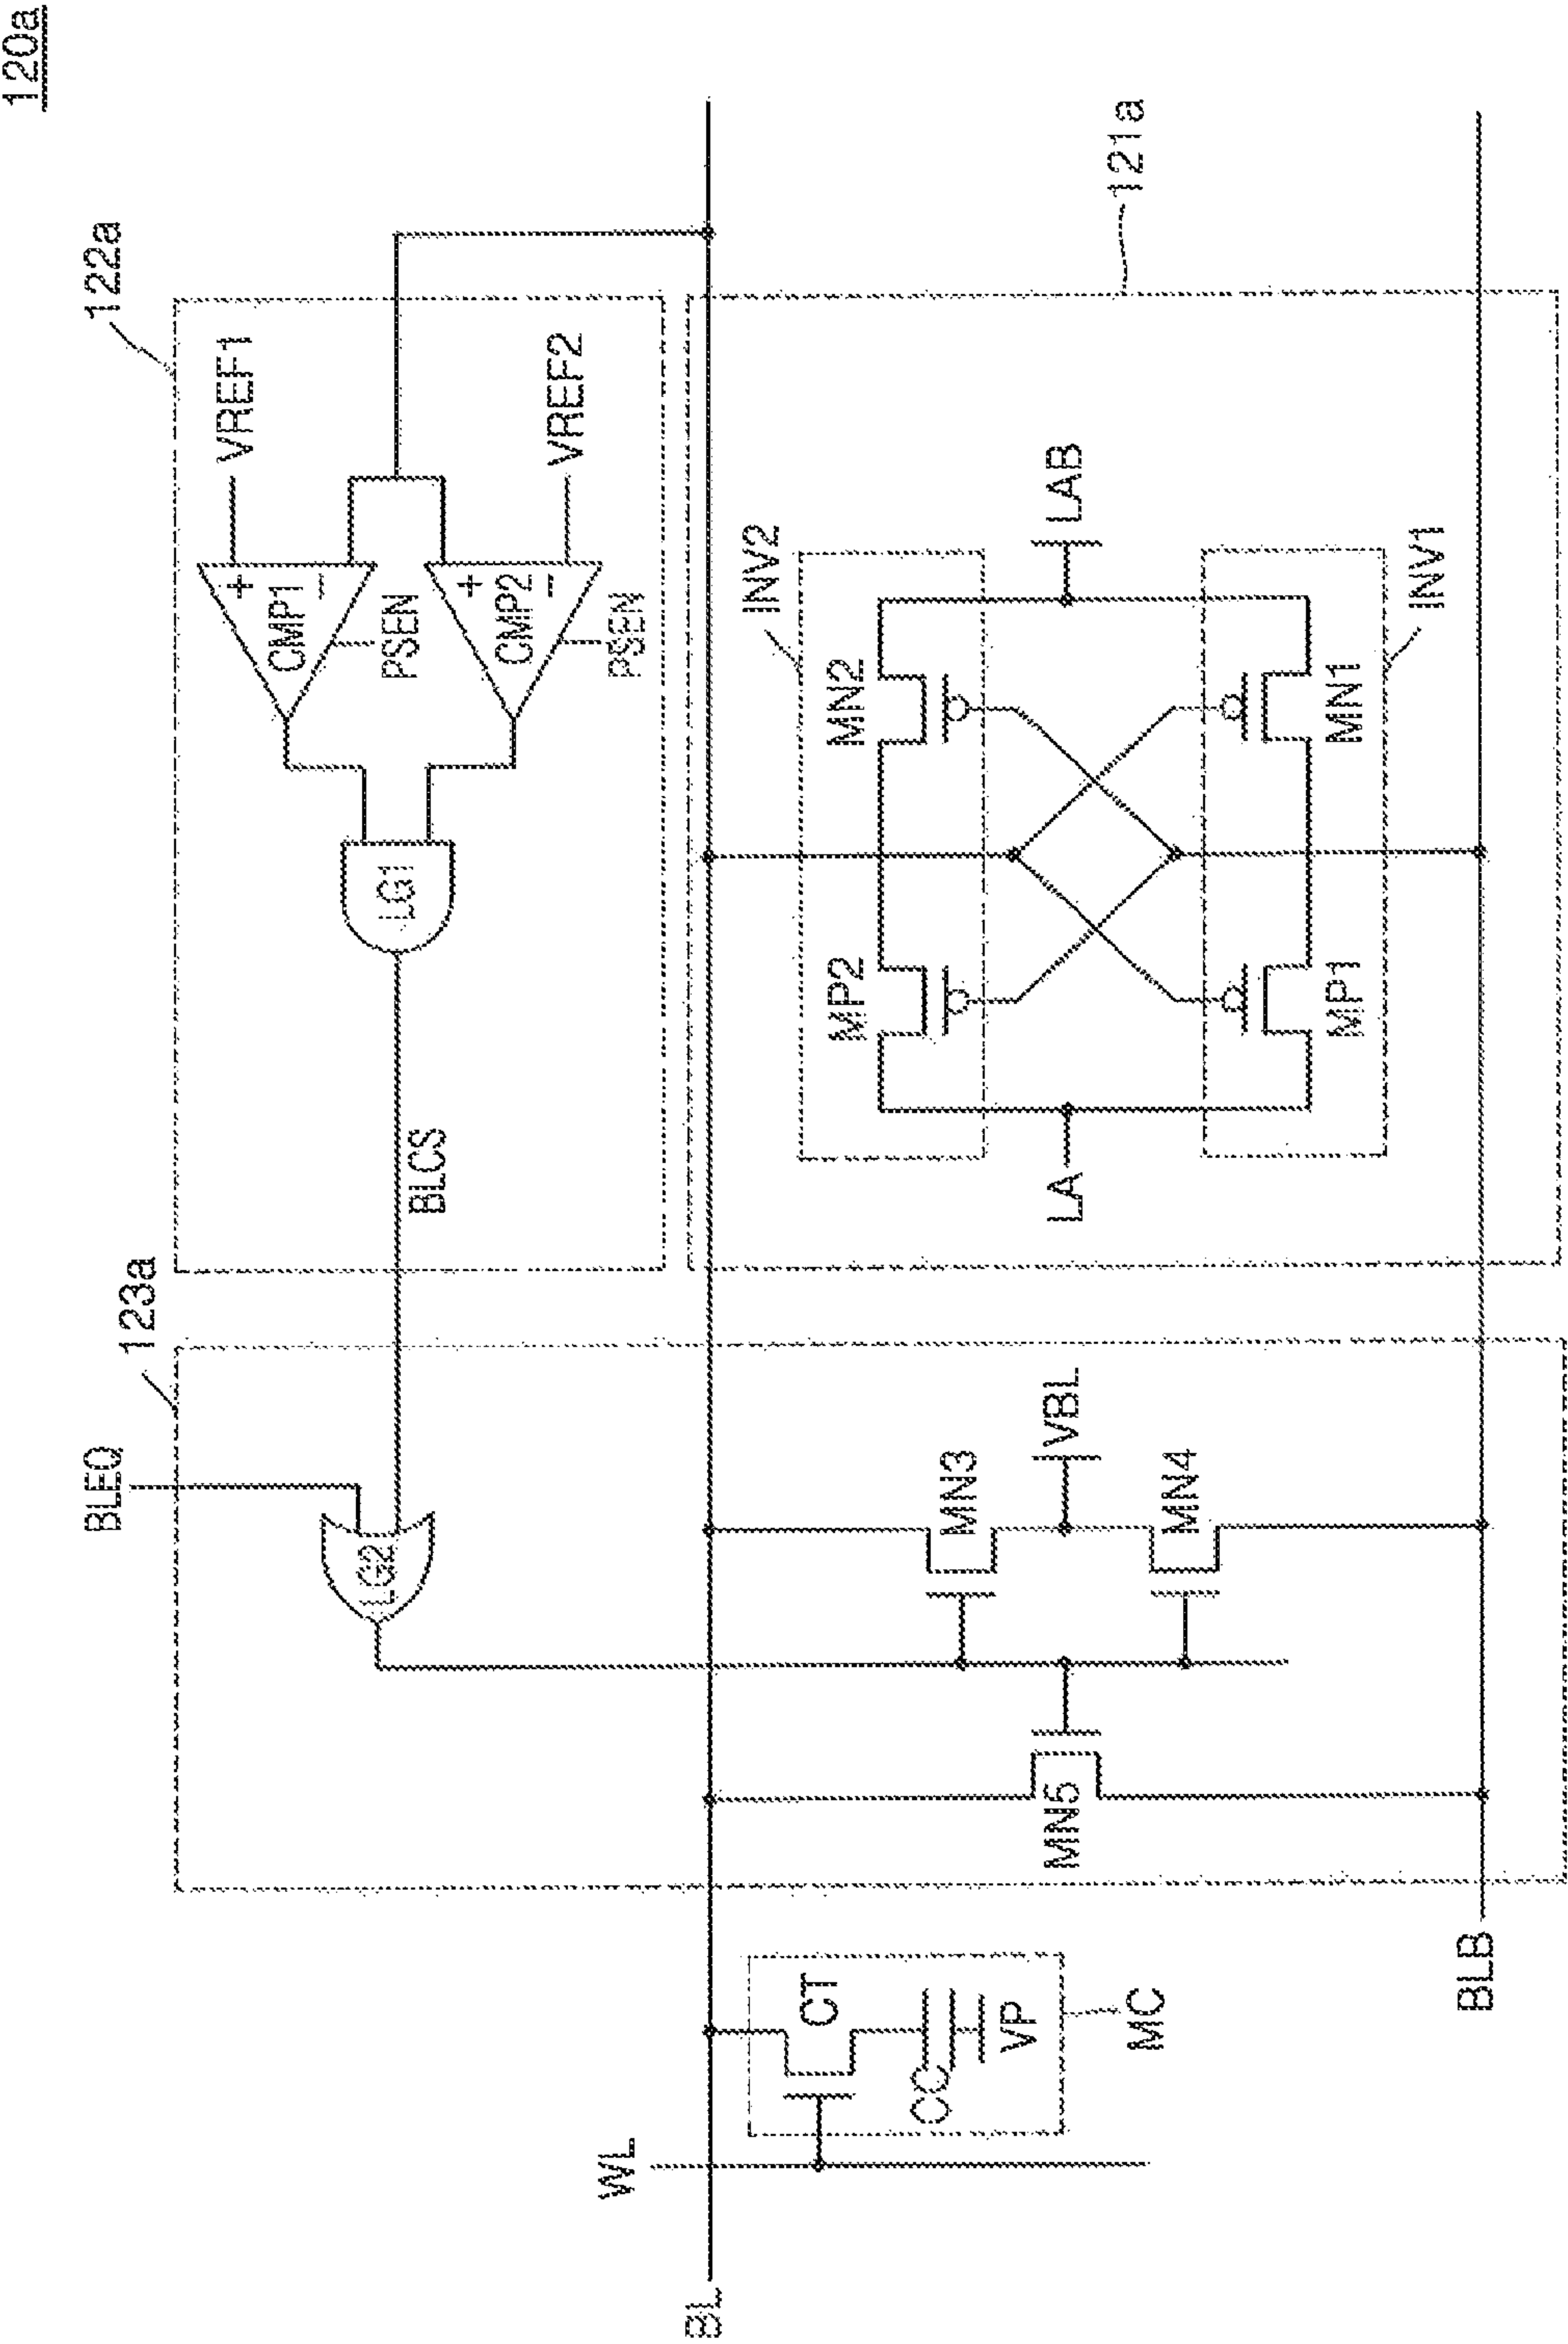 120a
122a
VREF1
VREF2
+
CMP1
−
PSEN
+
CMP2
−
PSEN
LG1
BLCS
123a
BLEQ
LG2
121a
INV2
MN2
MP2
LAB
LA
INV1
MN1
MP1
MN3
VBL
MN4
MN5
WL
CT
CC
VP
MC
BL
BLB